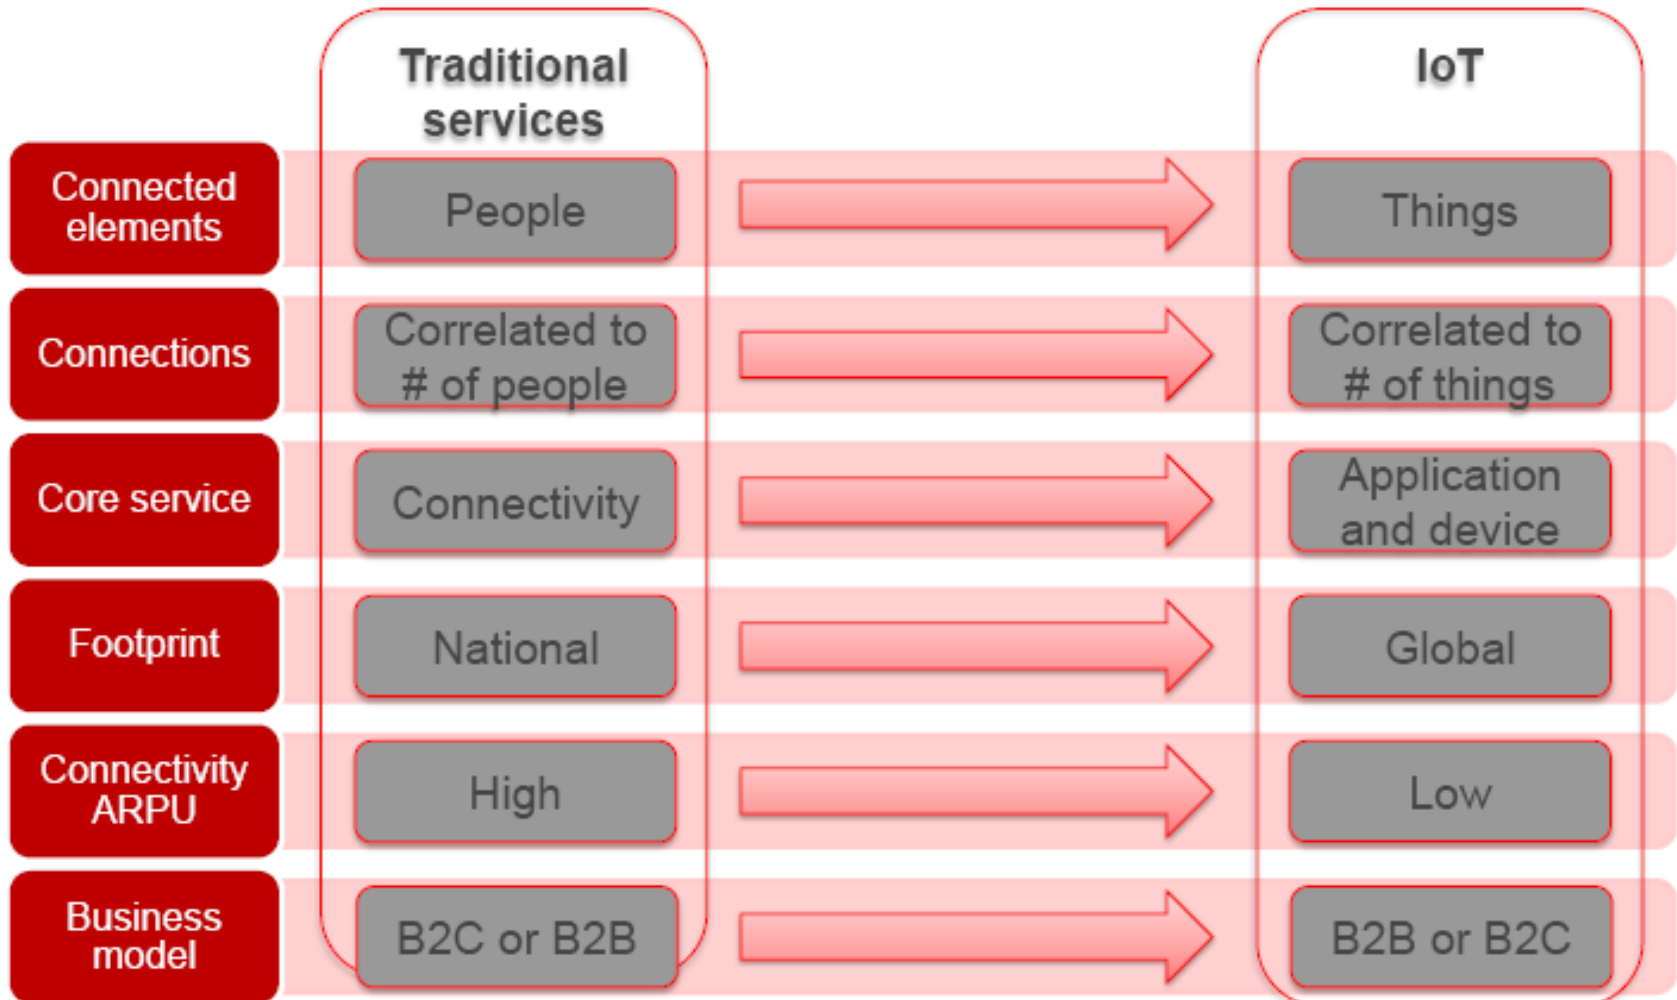 Traditional
services
IoT
Connected
elements
People
Things
Connections
Correlated to
# of people
Correlated to
# of things
Core service
Connectivity
Application
and device
Footprint
National
Global
Connectivity
ARPU
High
Low
Business
model
B2C or B2B
B2B or B2C